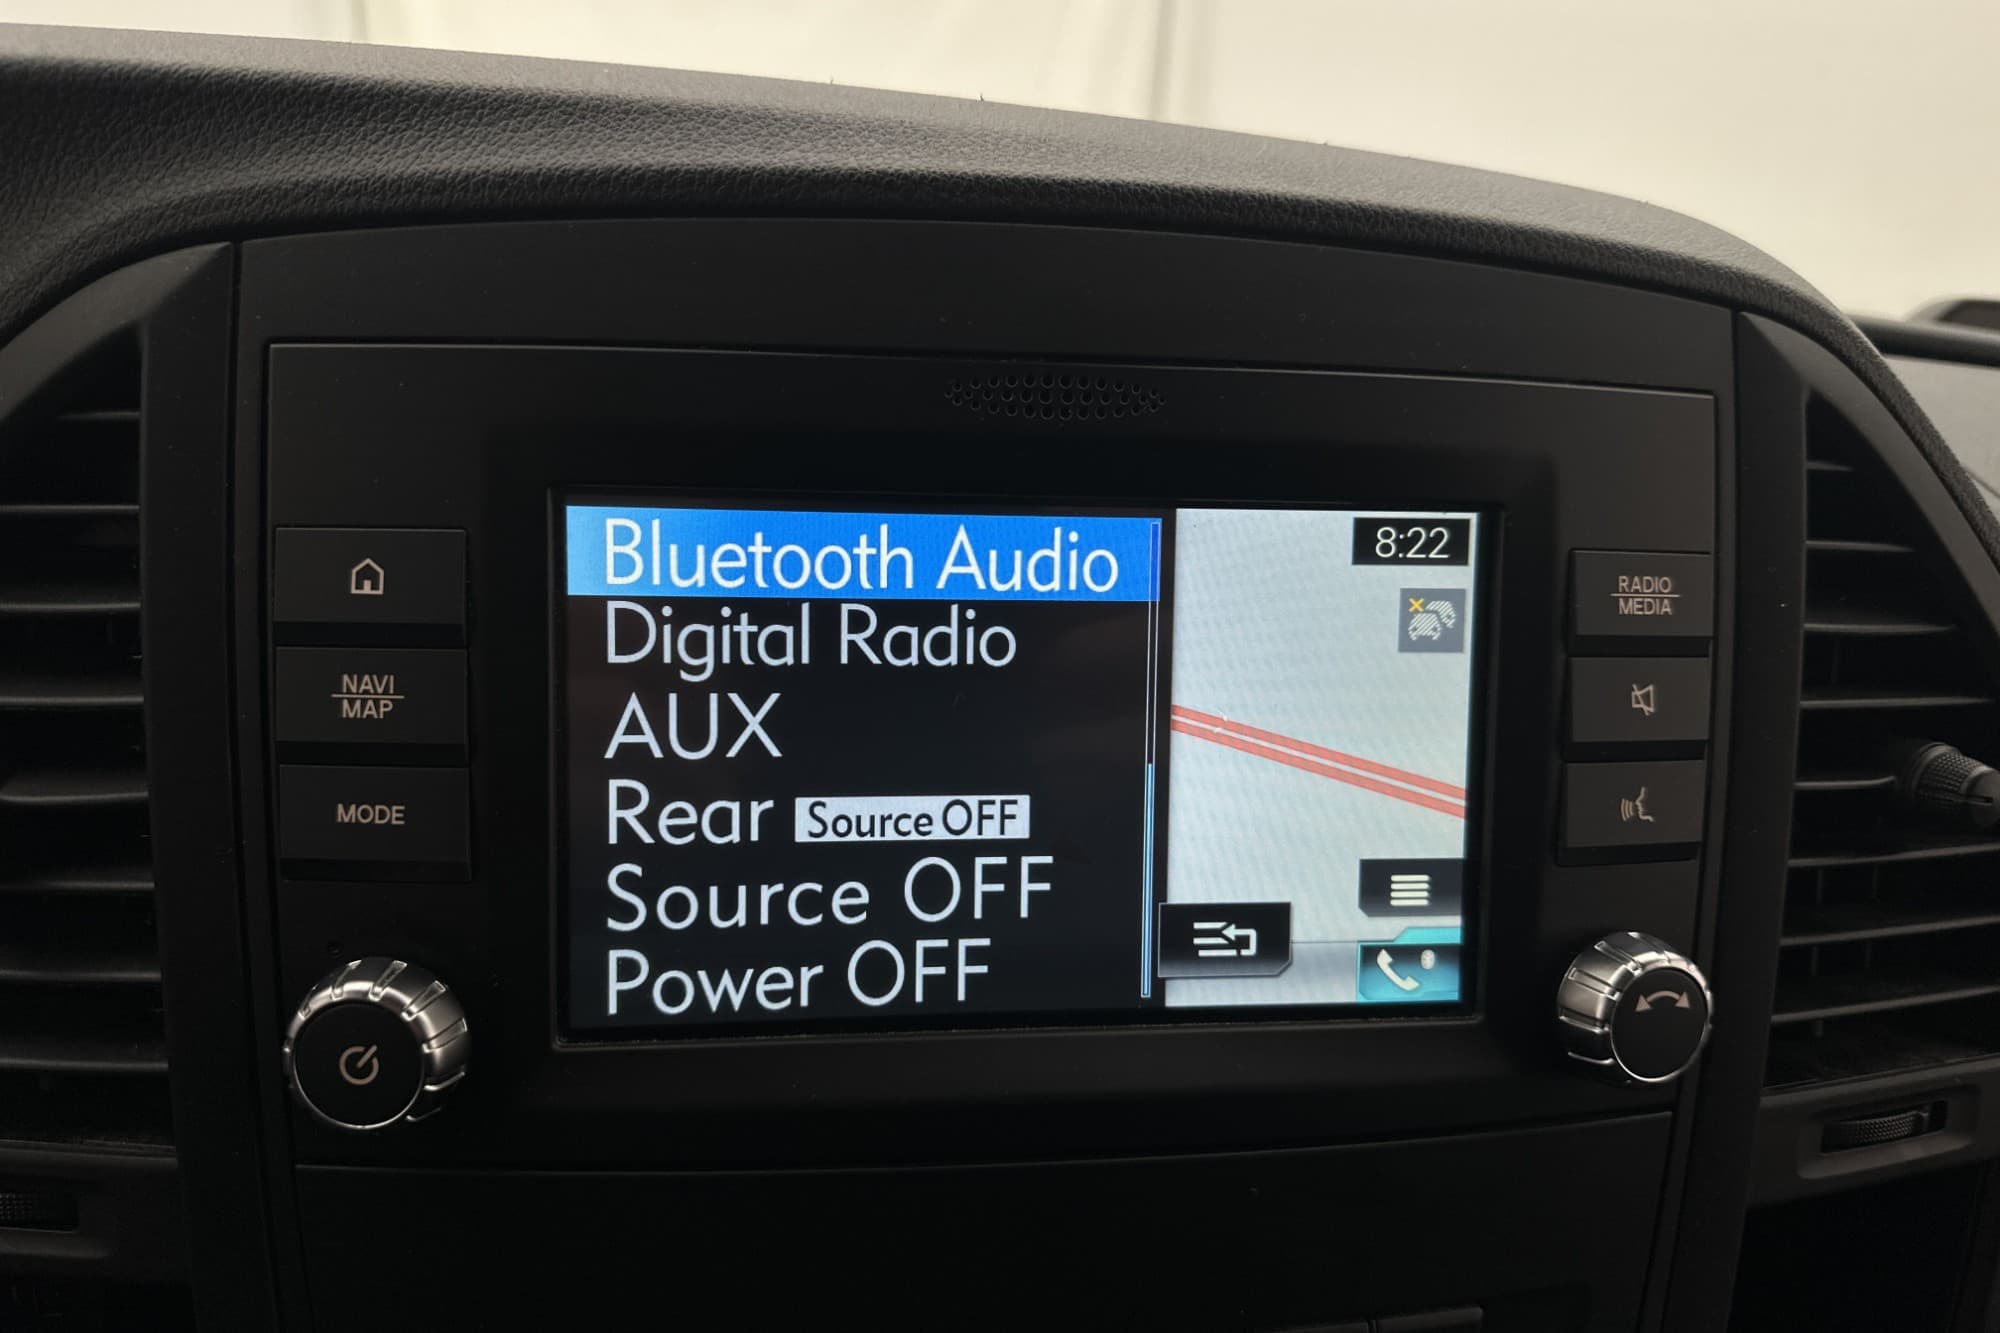 Bluetooth Audio
Digital Radio
AUX
Rear Source OFF
Source OFF
Power OFF
8:22
NAVI
MAP
MODE
RADIO
MEDIA